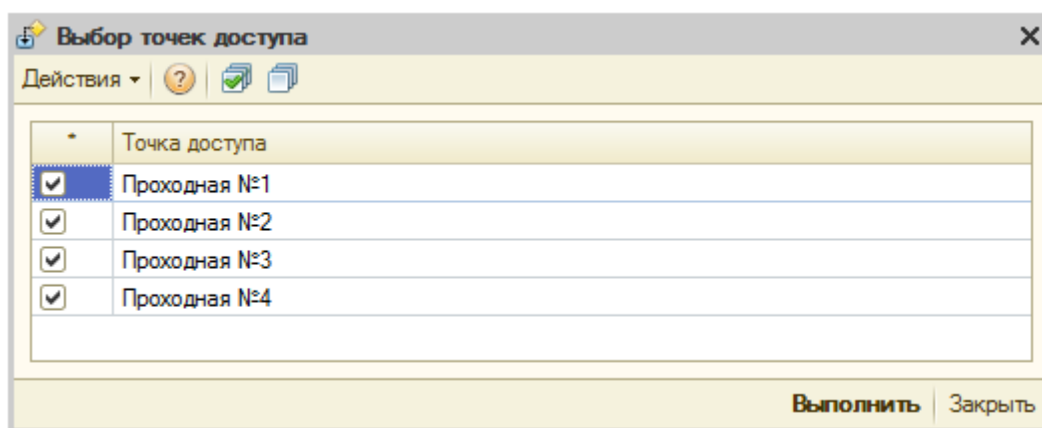 Выбор точек доступа
Действия
* Точка доступа
Проходная №1
Проходная №2
Проходная №3
Проходная №4
Выполнить Закрыть